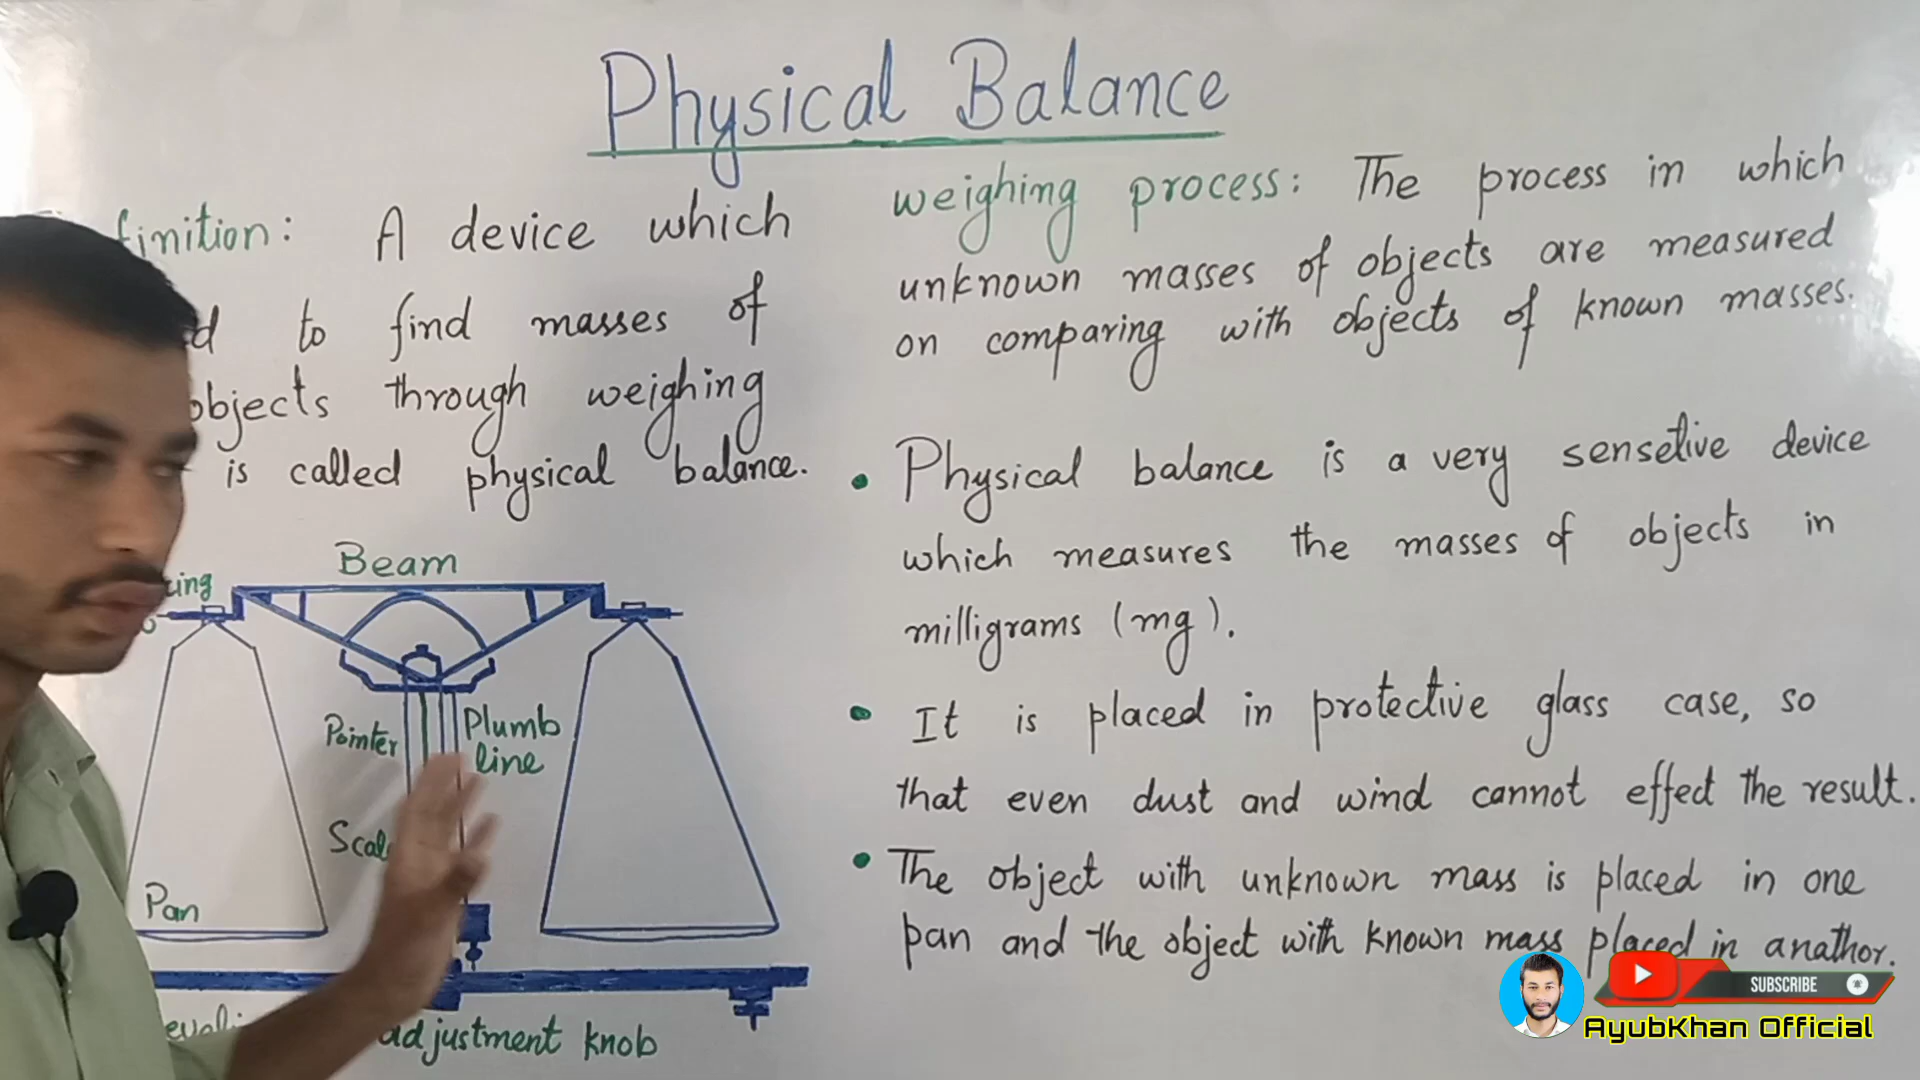 Physical Balance
finition: A device which
d to find masses of
objects through weighing
is called physical balance.
Beam
Pointer
Plumb
line
Scal
Pan
adjustment knob
weighing process: The process in which
unknown masses of objects are measured
on comparing with objects of known masses.
• Physical balance is a very sensetive device
which measures the masses of objects in
milligrams (mg).
• It is placed in protective glass case, so
that even dust and wind cannot effect the result.
• The object with unknown mass is placed in one
pan and the object with known mass placed in anathor.
SUBSCRIBE
AyubKhan Official